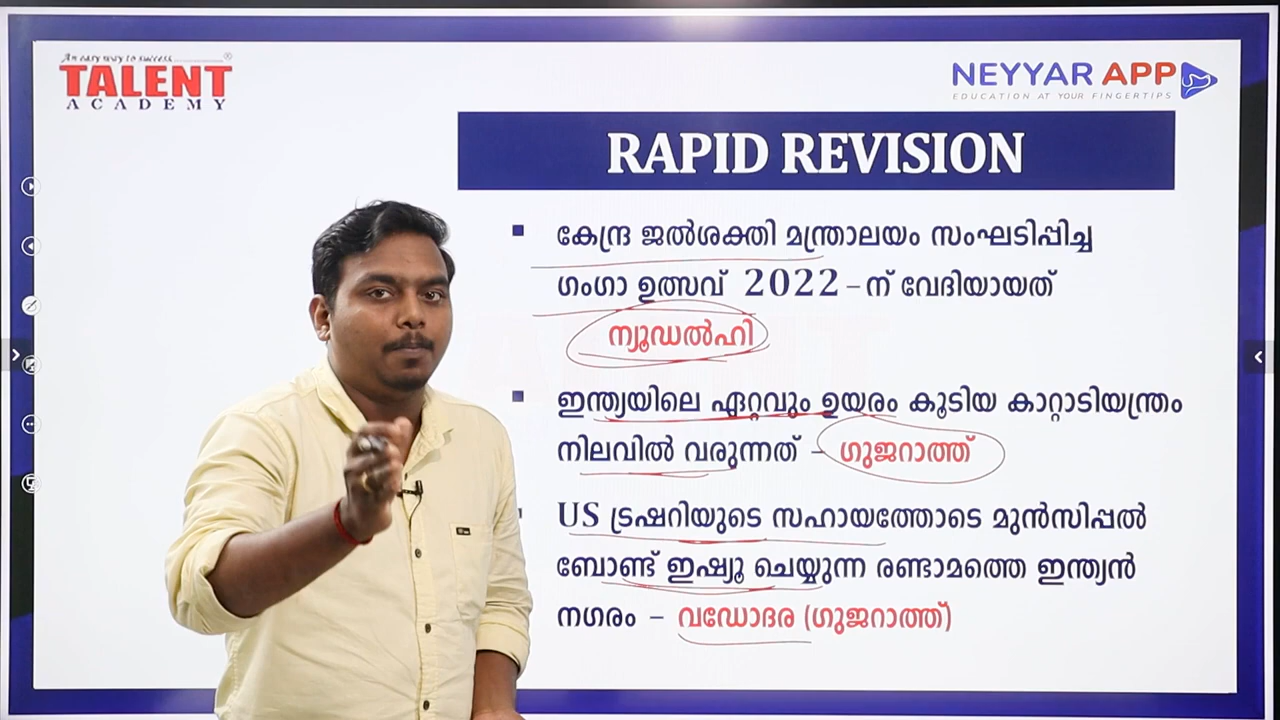 An easy way to success..............®
TALENT
ACADEMY
NEYYAR APP
EDUCATION AT YOUR FINGERTIPS
RAPID REVISION
▪ കേന്ദ്ര ജൽശക്തി മന്ത്രാലയം സംഘടിപ്പിച്ച
ഗംഗാ ഉത്സവ് 2022 – ന് വേദിയായത്
ന്യൂഡൽഹി
▪ ഇന്ത്യയിലെ ഏറ്റവും ഉയരം കൂടിയ കാറ്റാടിയന്ത്രം
നിലവിൽ വരുന്നത് – ഗുജറാത്ത്
US ട്രഷറിയുടെ സഹായത്തോടെ മുൻസിപ്പൽ
ബോണ്ട് ഇഷ്യൂ ചെയ്യുന്ന രണ്ടാമത്തെ ഇന്ത്യൻ
നഗരം – വഡോദര (ഗുജറാത്ത്)